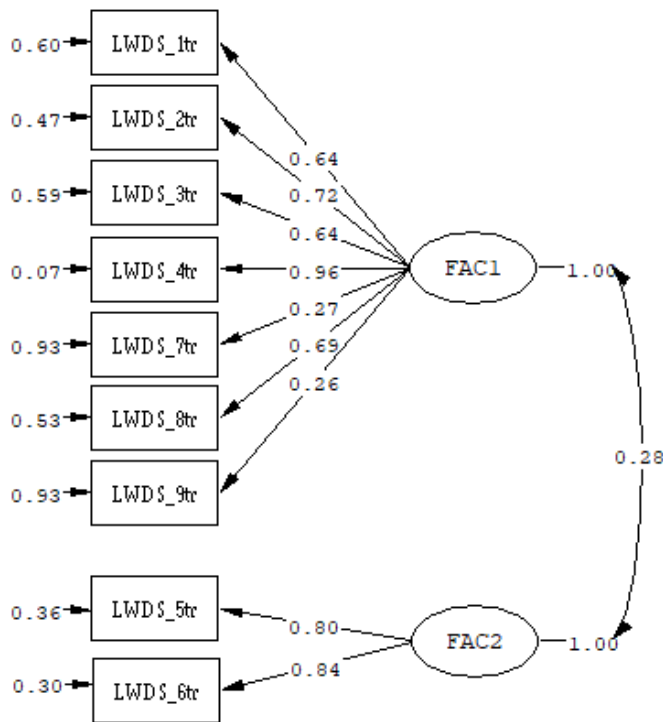 0.60 LWDS_1tr
0.47 LWDS_2tr
0.59 LWDS_3tr
0.07 LWDS_4tr
0.93 LWDS_7tr
0.53 LWDS_8tr
0.93 LWDS_9tr
0.64
0.72
0.64
0.96
0.27
0.69
0.26
FAC1 1.00
0.28
0.36 LWDS_5tr
0.30 LWDS_6tr
0.80
0.84
FAC2 1.00